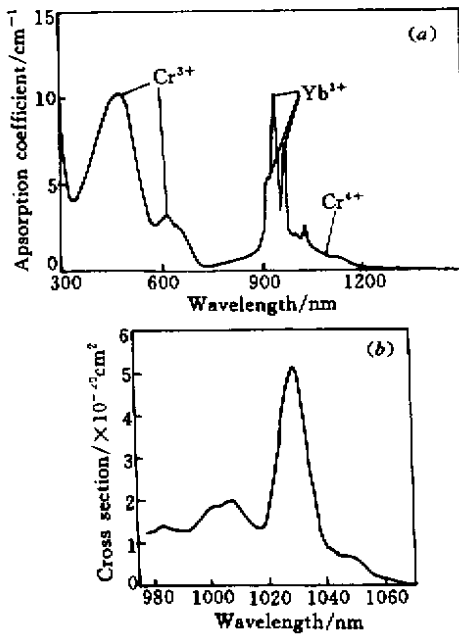 (a)
Apsorption coefficient/cm⁻¹
15
10
5
0
Cr³⁺
Yb³⁺
Cr⁴⁺
300 600 900 1000 1200
Wavelength/nm
(b)
Cross section/×10⁻²⁰cm²
6
5
4
3
2
1
0
980 1000 1020 1040 1060
Wavelength/nm